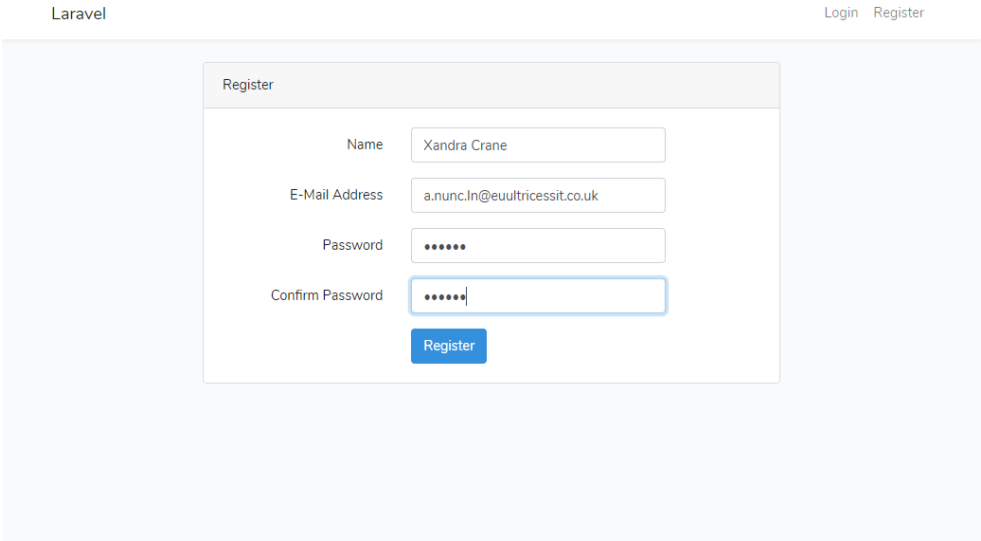 Laravel Login Register
Register
Name Xandra Crane
E-Mail Address a.nunc.In@euultricessit.co.uk
Password ••••••
Confirm Password ••••••
Register